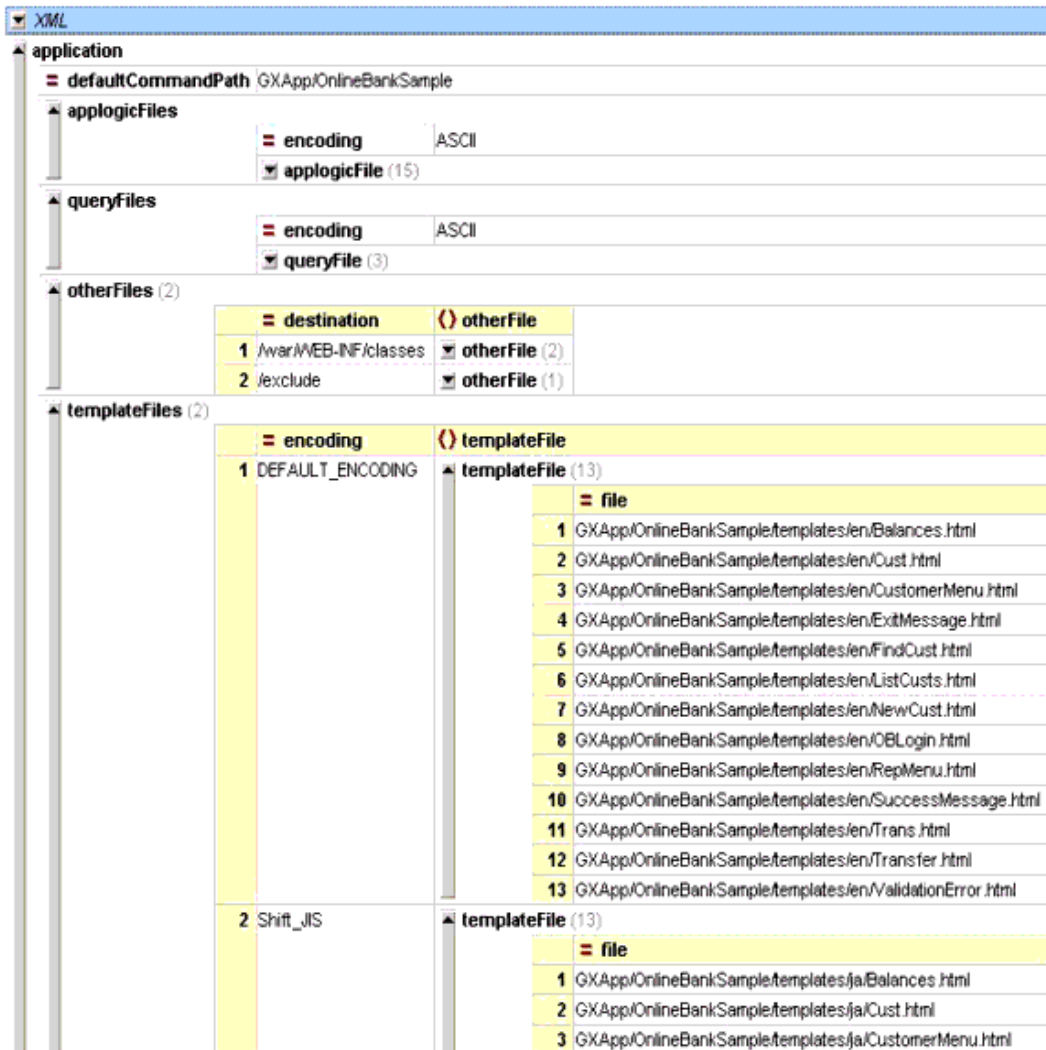 XML
application
= defaultCommandPath GXApp/OnlineBankSample
applogicFiles
= encoding ASCII
applogicFile (15)
queryFiles
= encoding ASCII
queryFile (3)
otherFiles (2)
= destination () otherFile
1 /war/WEB-INF/classes otherFile (2)
2 /exclude otherFile (1)
templateFiles (2)
= encoding () templateFile
1 DEFAULT_ENCODING templateFile (13)
= file
1 GXApp/OnlineBankSample/templates/en/Balances.html
2 GXApp/OnlineBankSample/templates/en/Cust.html
3 GXApp/OnlineBankSample/templates/en/CustomerMenu.html
4 GXApp/OnlineBankSample/templates/en/ExitMessage.html
5 GXApp/OnlineBankSample/templates/en/FindCust.html
6 GXApp/OnlineBankSample/templates/en/ListCusts.html
7 GXApp/OnlineBankSample/templates/en/NewCust.html
8 GXApp/OnlineBankSample/templates/en/OBLogin.html
9 GXApp/OnlineBankSample/templates/en/RepMenu.html
10 GXApp/OnlineBankSample/templates/en/SuccessMessage.html
11 GXApp/OnlineBankSample/templates/en/Trans.html
12 GXApp/OnlineBankSample/templates/en/Transfer.html
13 GXApp/OnlineBankSample/templates/en/ValidationError.html
2 Shift_JIS templateFile (13)
= file
1 GXApp/OnlineBankSample/templates/ja/Balances.html
2 GXApp/OnlineBankSample/templates/ja/Cust.html
3 GXApp/OnlineBankSample/templates/ja/CustomerMenu.html